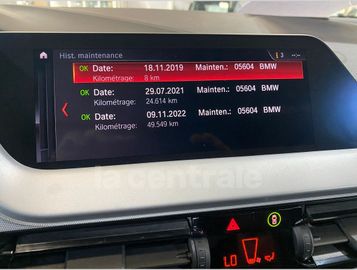 Hist. maintenance
i 3 --:--
OK Date: 18.11.2019 Mainten.: 05604 BMW
Kilométrage: 8 km
OK Date: 29.07.2021 Mainten.: 05604 BMW
Kilométrage: 24.614 km
OK Date: 09.11.2022 Mainten.: 05604 BMW
Kilométrage: 49.549 km
lacentrale
LO